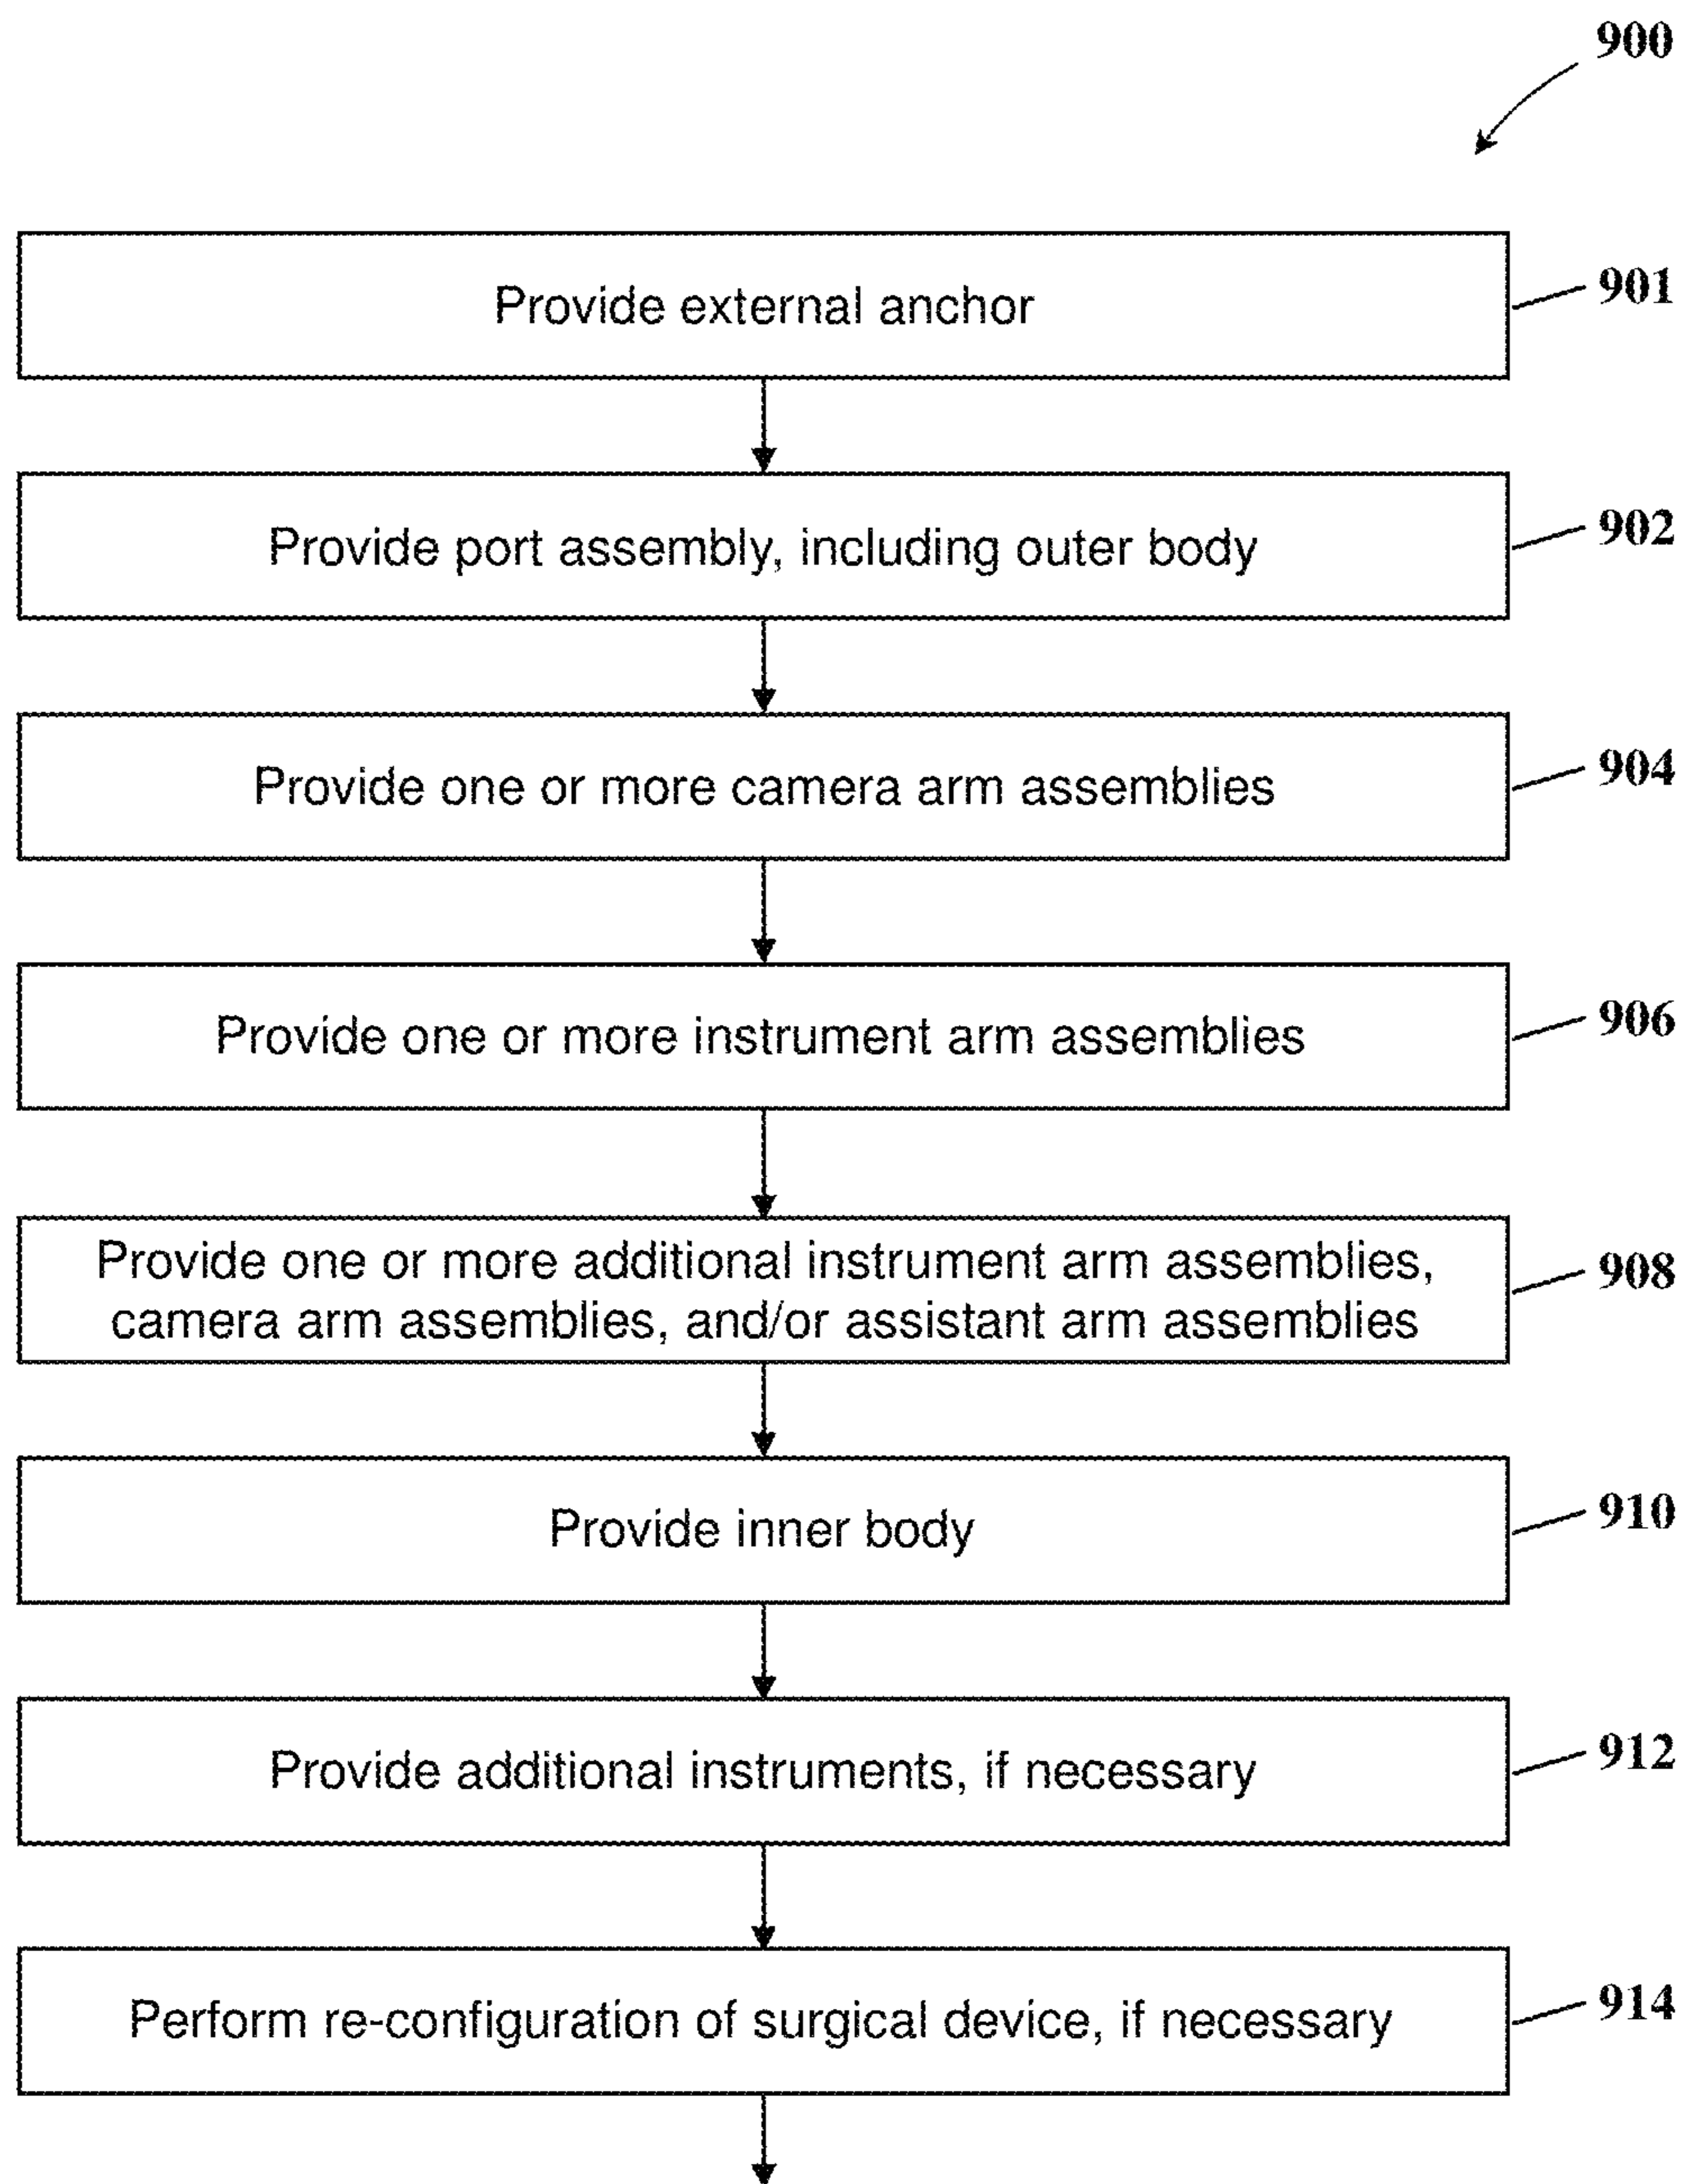 900
Provide external anchor
901
Provide port assembly, including outer body
902
Provide one or more camera arm assemblies
904
Provide one or more instrument arm assemblies
906
Provide one or more additional instrument arm assemblies,
camera arm assemblies, and/or assistant arm assemblies
908
Provide inner body
910
Provide additional instruments, if necessary
912
Perform re-configuration of surgical device, if necessary
914